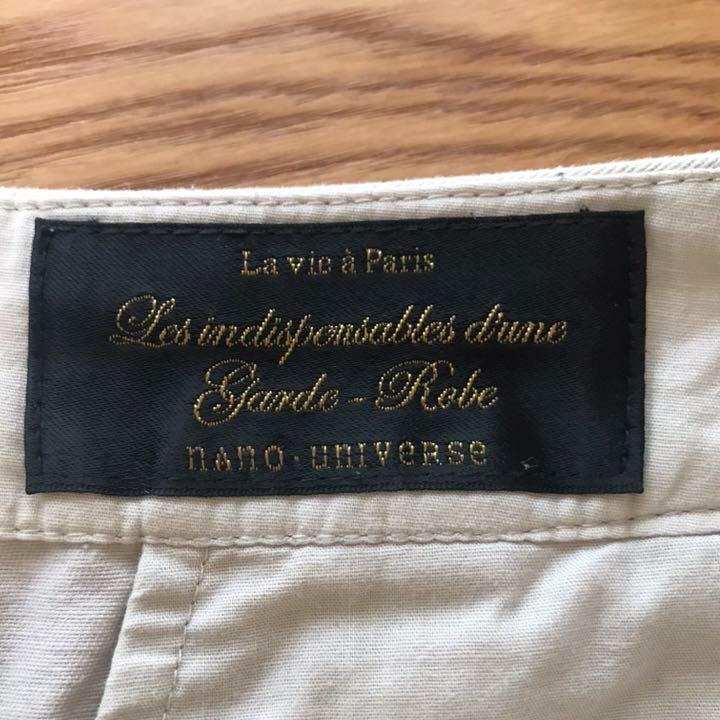 La vie à Paris
Les indispensables d'une
Garde-Robe
nano·universe